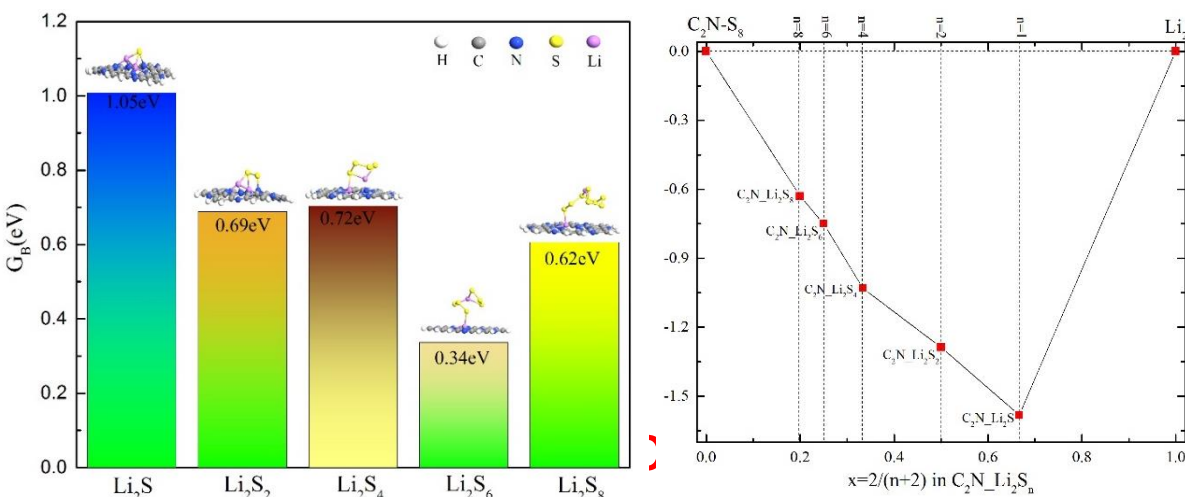 1.2
1.0
0.8
0.6
0.4
0.2
0.0
G_B(eV)
H C N S Li
1.05eV
0.69eV
0.72eV
0.34eV
0.62eV
Li₂S Li₂S₂ Li₂S₄ Li₂S₆ Li₂S₈
C₂N-S₈
n=8
n=6
n=4
n=2
n=1
Li
0.0
-0.3
-0.6
-0.9
-1.2
-1.5
C₂N_Li₂S₈
C₂N_Li₂S₆
C₂N_Li₂S₄
C₂N_Li₂S₂
C₂N_Li₂S
0.0 0.2 0.4 0.6 0.8 1.0
x=2/(n+2) in C₂N_Li₂Sₙ